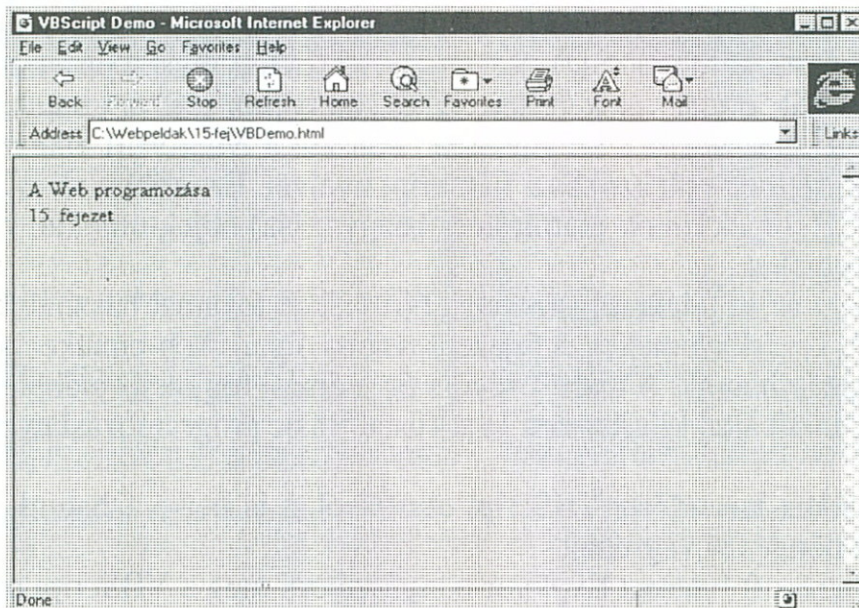 VBScript Demo - Microsoft Internet Explorer
File Edit View Go Favorites Help
Back Forward Stop Refresh Home Search Favorites Print Font Mail
Address C:\Webpeldak\15-fej\VBDemo.html Links
A Web programozása
15. fejezet
Done